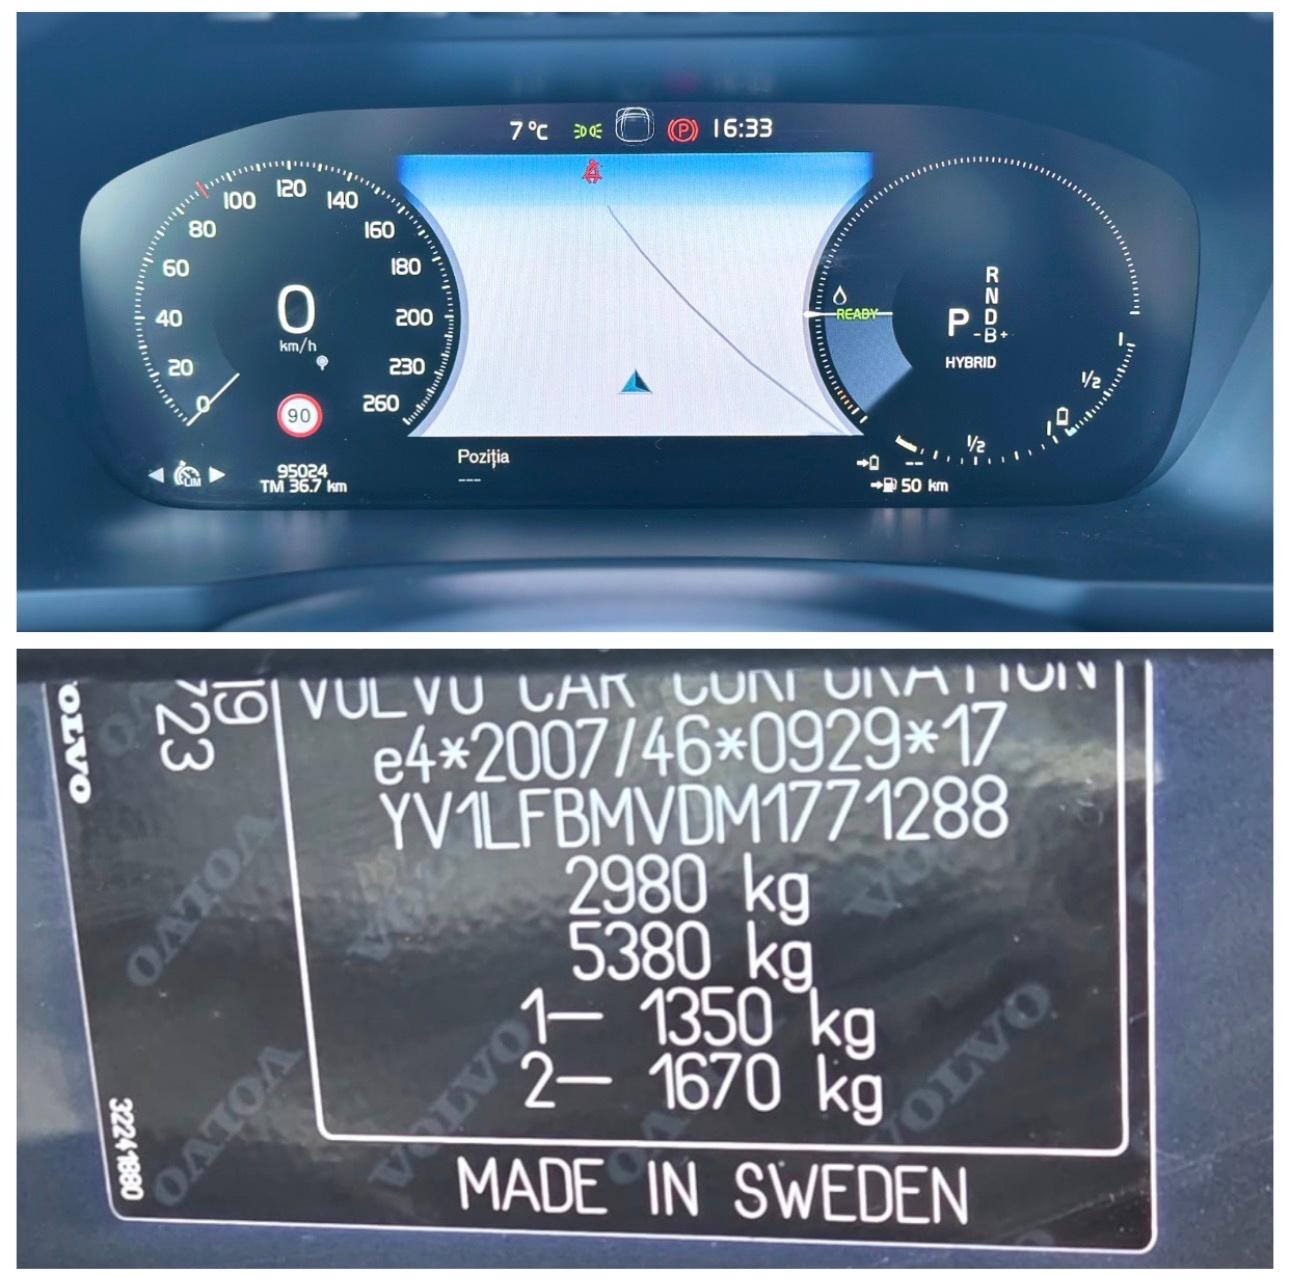 7 °C 16:33
100 120 140
80 160
60 180
40 200
20 230
0 260
0
km/h
90
95024
TM 36.7 km
LIM
Poziția
---
READY
R
N
D
P -B+
HYBRID
1
1/2
1/2
1
--
50 km
VOLVO
723
19
VOLVO CAR CORPORATION
e4*2007/46*0929*17
YV1LFBMVDM1771288
2980 kg
5380 kg
1– 1350 kg
2– 1670 kg
MADE IN SWEDEN
32241880